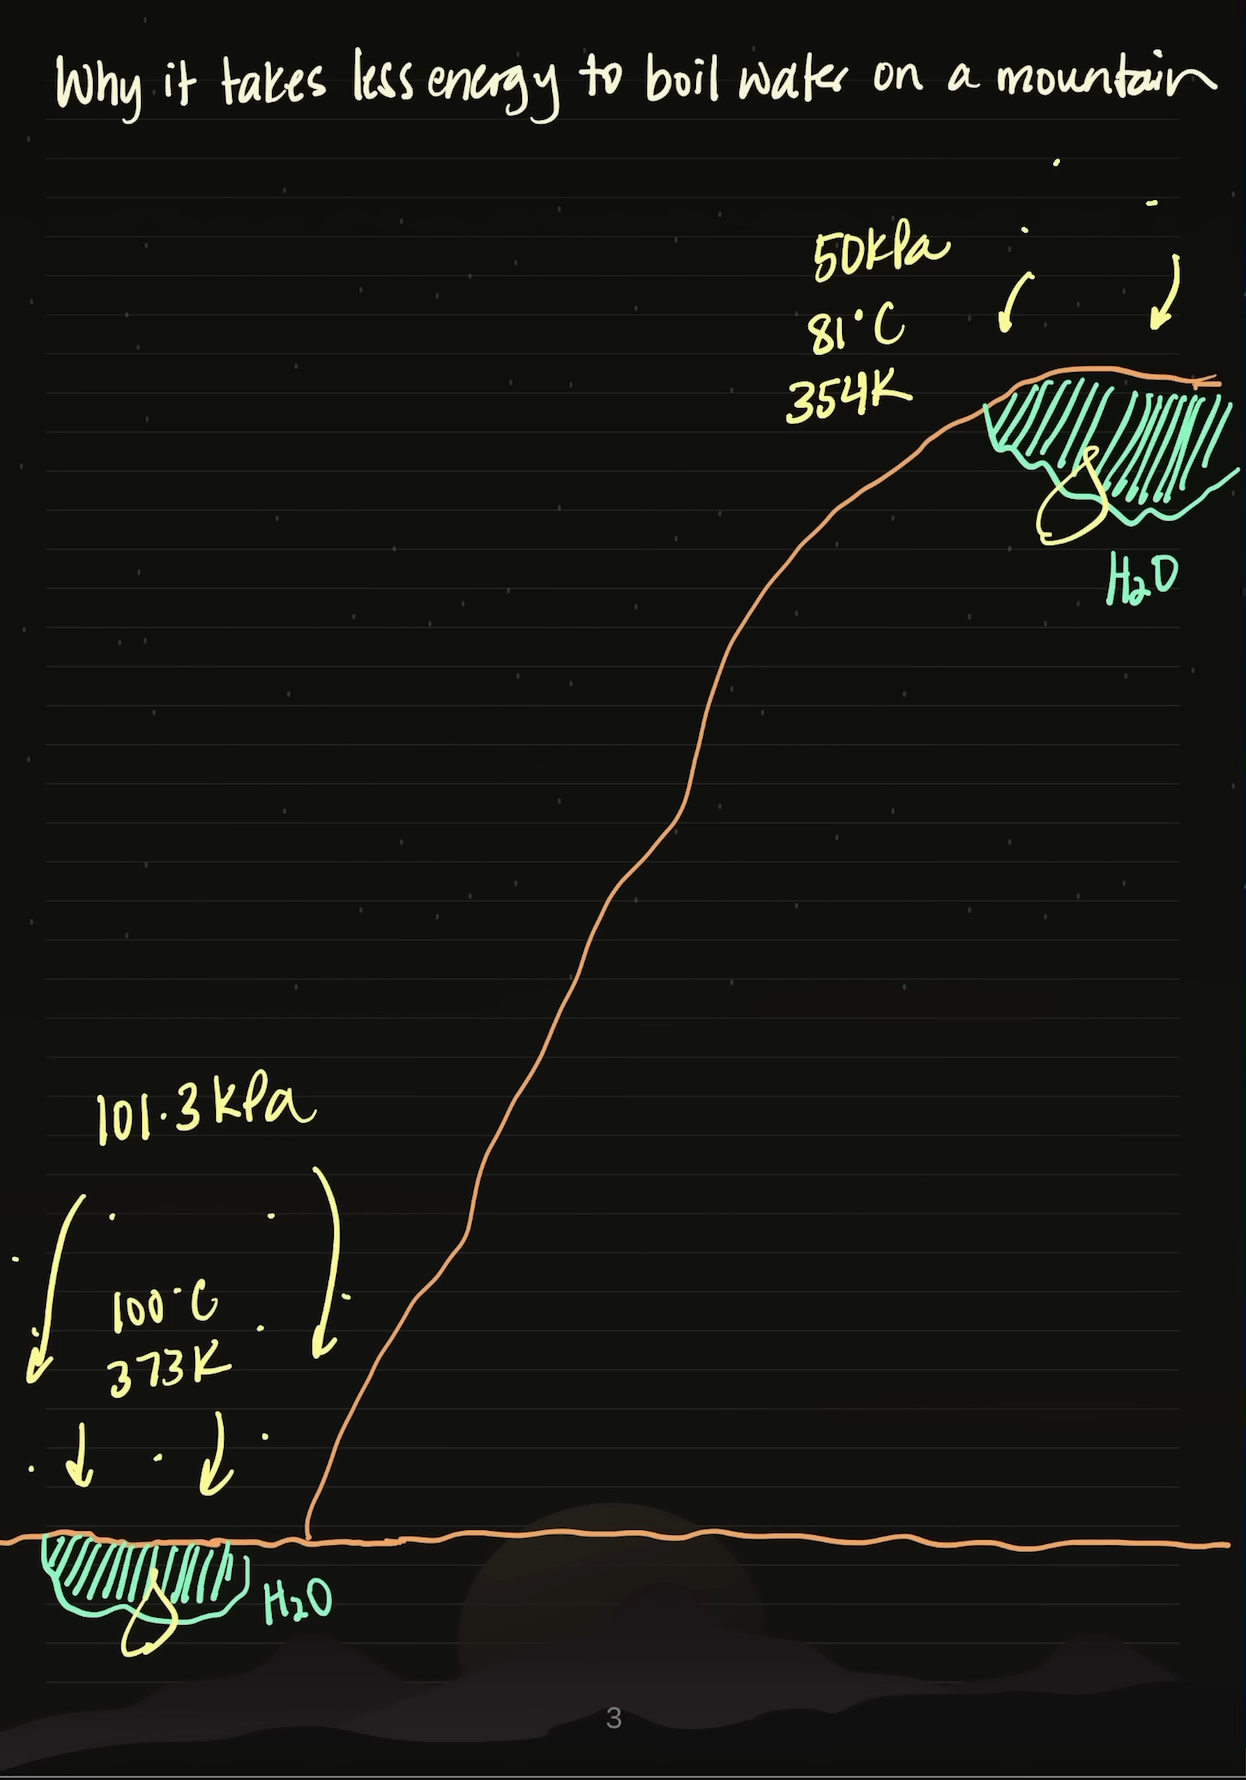 Why it takes less energy to boil water on a mountain
50kPa
81°C
354K
H₂O
101.3kPa
100°C
373K
H₂O
3